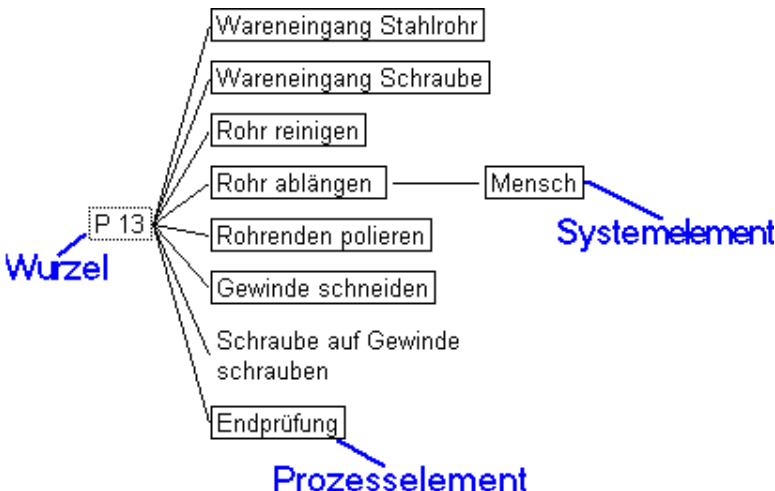 Wareneingang Stahlrohr
Wareneingang Schraube
Rohr reinigen
Rohr ablängen
Mensch
P 13
Rohrenden polieren
Systemelement
Wurzel
Gewinde schneiden
Schraube auf Gewinde
schrauben
Endprüfung
Prozesselement